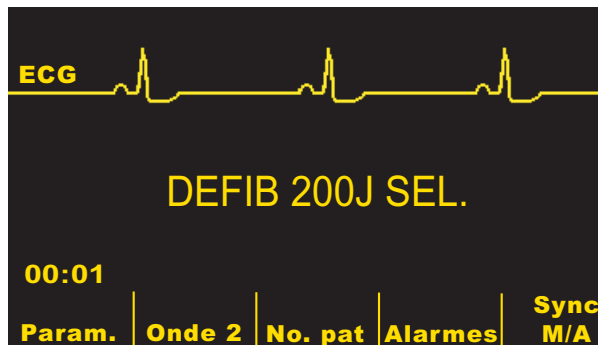 ECG
DEFIB 200J SEL.
00:01
Param. Onde 2 No. pat Alarmes Sync M/A